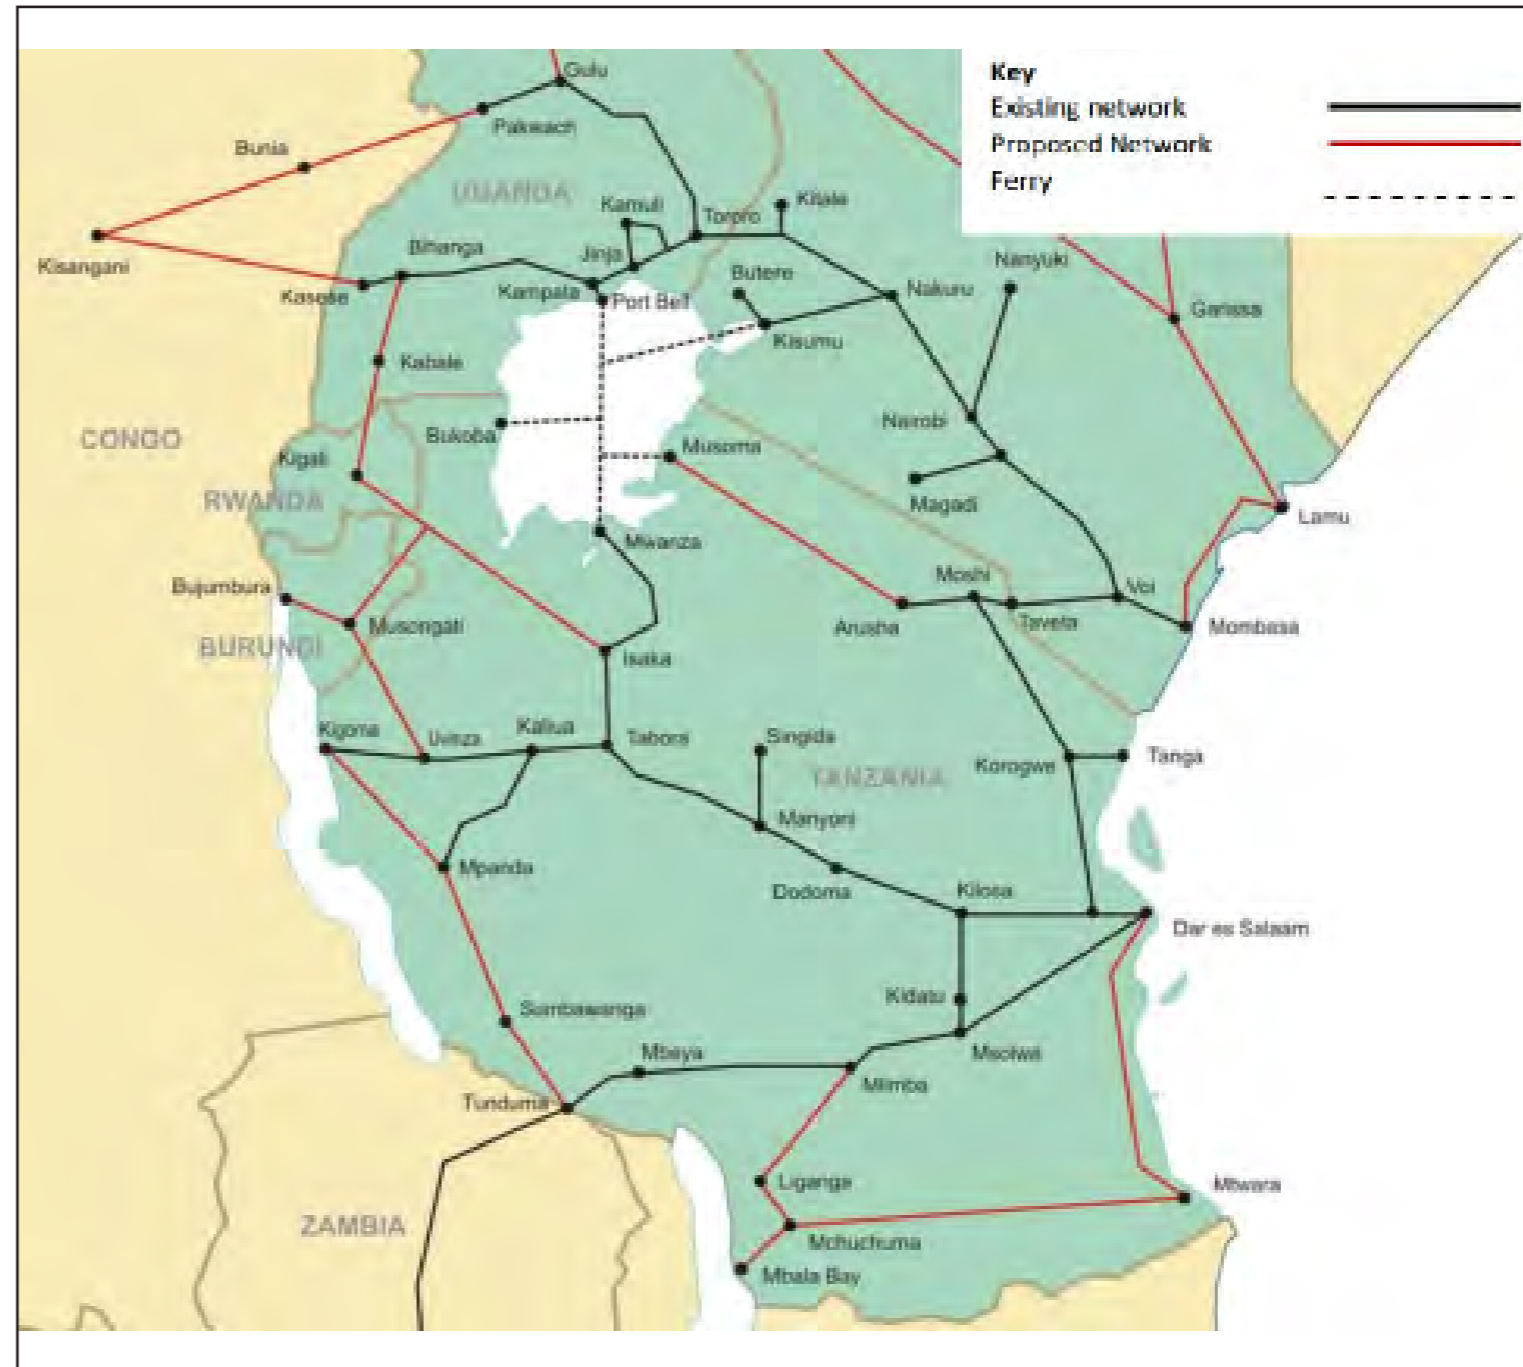 Key
Existing network
Proposed Network
Ferry
Gulu
Pakwach
Bunia
UGANDA
Kamuli
Torpro
Kitale
Kisangani
Bihanga
Jinja
Nanyuki
Kasese
Kampala
Port Bell
Butere
Nakuru
Garissa
Kabale
Kisumu
CONGO
Bukoba
Musoma
Nairobi
Kigali
RWANDA
Magadi
Lamu
Mwanza
Bujumbura
Moshi
Voi
Musongati
Arusha
Taveta
Mombasa
BURUNDI
Isaka
Kigoma
Uvinza
Kaliua
Tabora
Singida
TANZANIA
Korogwe
Tanga
Manyoni
Mpanda
Dodoma
Kilosa
Dar es Salaam
Kidatu
Sumbawanga
Mbeya
Msolwa
Mlimba
Tunduma
Liganga
Mtwara
ZAMBIA
Mchuchuma
Mbala Bay